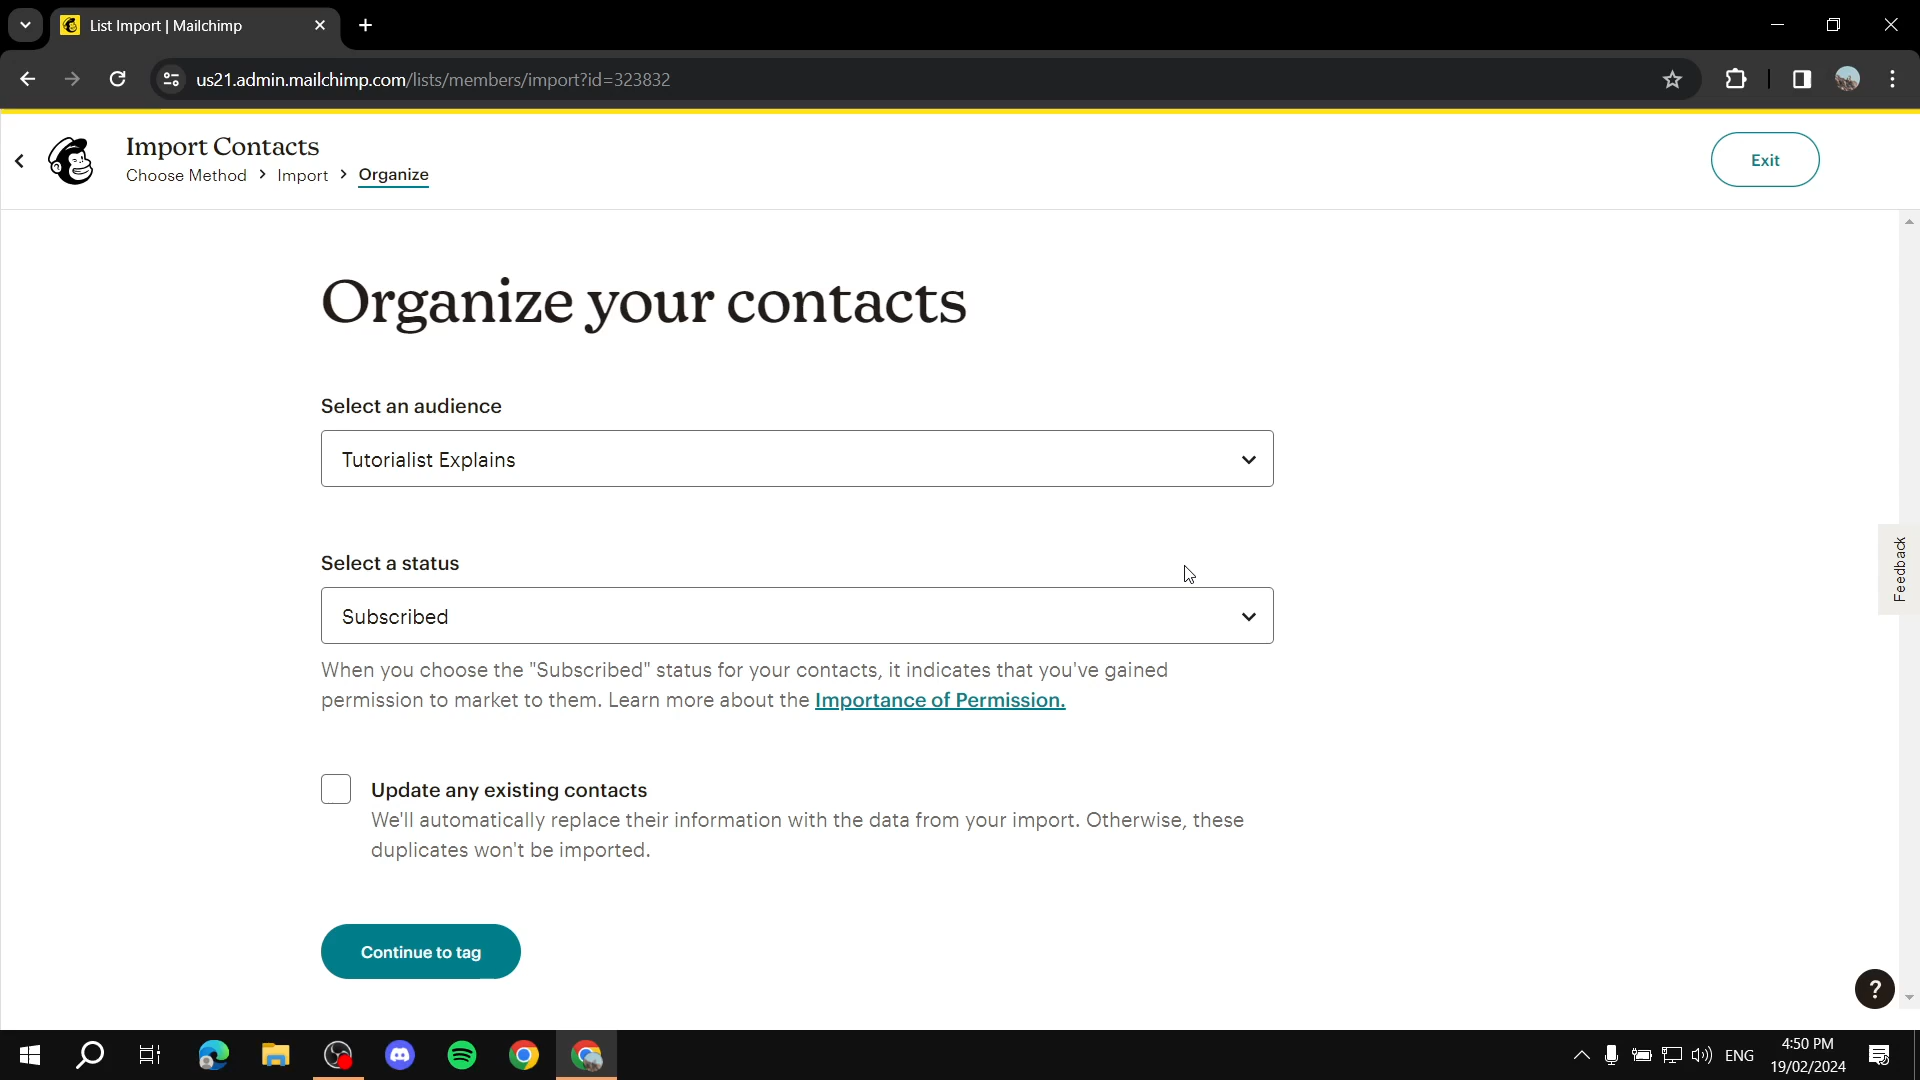 List Import | Mailchimp
us21.admin.mailchimp.com/lists/members/import?id=323832
Import Contacts
Choose Method > Import > Organize
Exit
Organize your contacts
Select an audience
Tutorialist Explains
Select a status
Subscribed
When you choose the "Subscribed" status for your contacts, it indicates that you've gained
permission to market to them. Learn more about the Importance of Permission.
Update any existing contacts
We'll automatically replace their information with the data from your import. Otherwise, these
duplicates won't be imported.
Continue to tag
Feedback
?
ENG
4:50 PM
19/02/2024